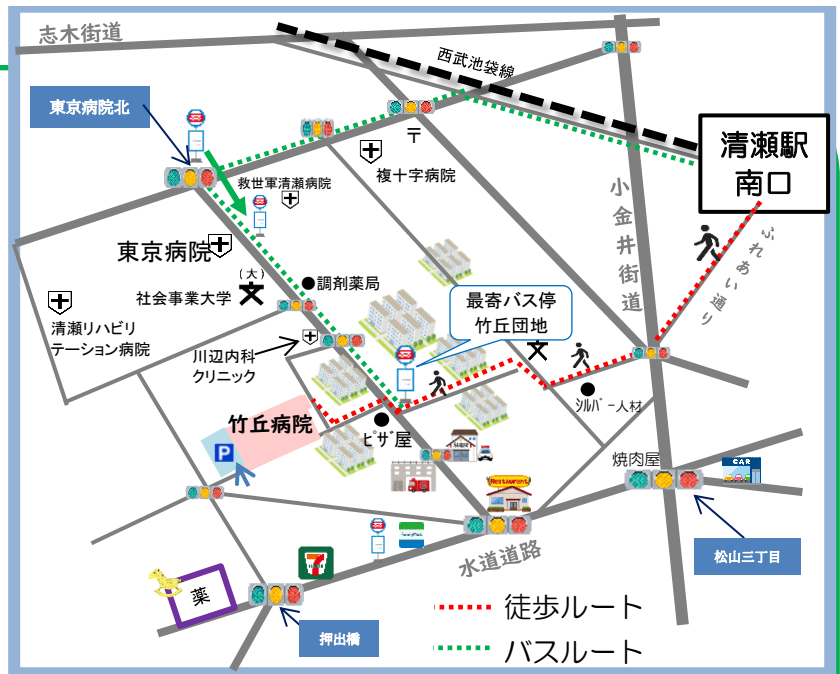 志木街道
西武池袋線
東京病院北
〒
清瀬駅
南口
救世軍清瀬病院
複十字病院
小金井街道
ふれあい通り
東京病院
(大)
社会事業大学
調剤薬局
最寄バス停
竹丘団地
清瀬リハビリ
テーション病院
川辺内科
クリニック
シルバー人材
竹丘病院
ピザ屋
P
焼肉屋
CAR
Restaurant
水道道路
松山三丁目
FamilyMart
7
薬
押出橋
徒歩ルート
バスルート